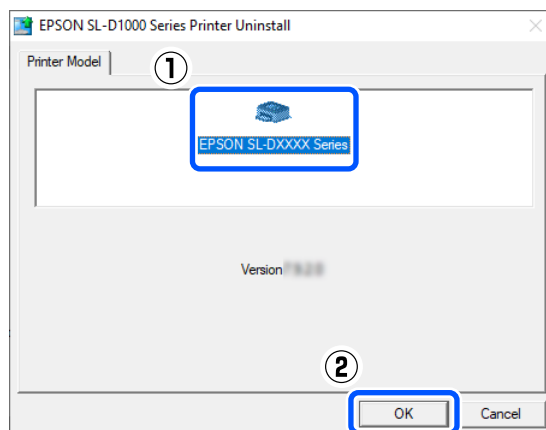 EPSON SL-D1000 Series Printer Uninstall
Printer Model
①
EPSON SL-DXXXX Series
Version
②
OK Cancel